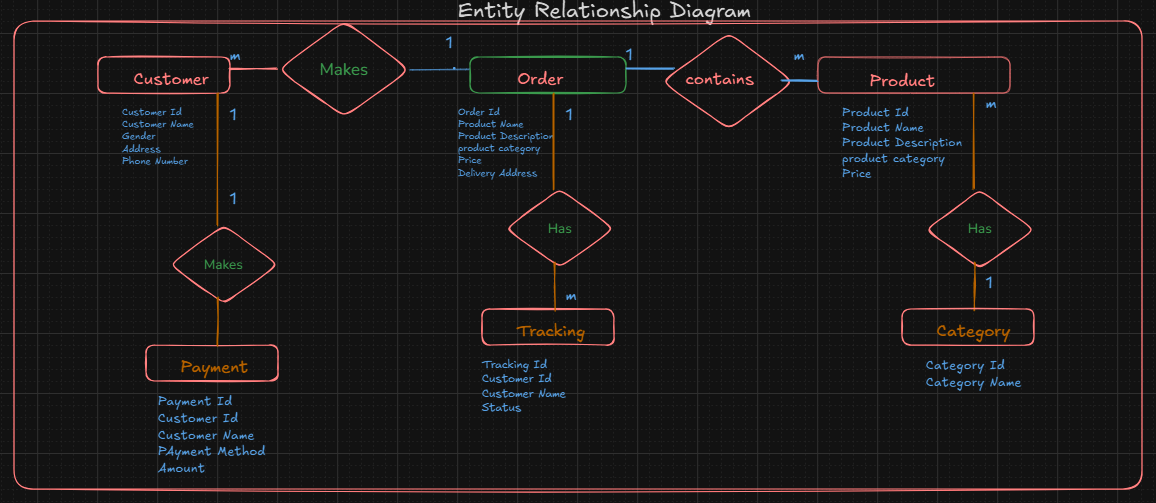 Entity Relationship Diagram
Customer
m
Makes
1
Order
1
contains
m
Product
Customer Id
Customer Name
Gender
Address
Phone Number
1
1
Makes
Payment
Payment Id
Customer Id
Customer Name
PAyment Method
Amount
Order Id
Product Name
Product Description
product category
Price
Delivery Address
1
Has
m
Tracking
Tracking Id
Customer Id
Customer Name
Status
Product Id
Product Name
Product Description
product category
Price
m
Has
1
Category
Category Id
Category Name